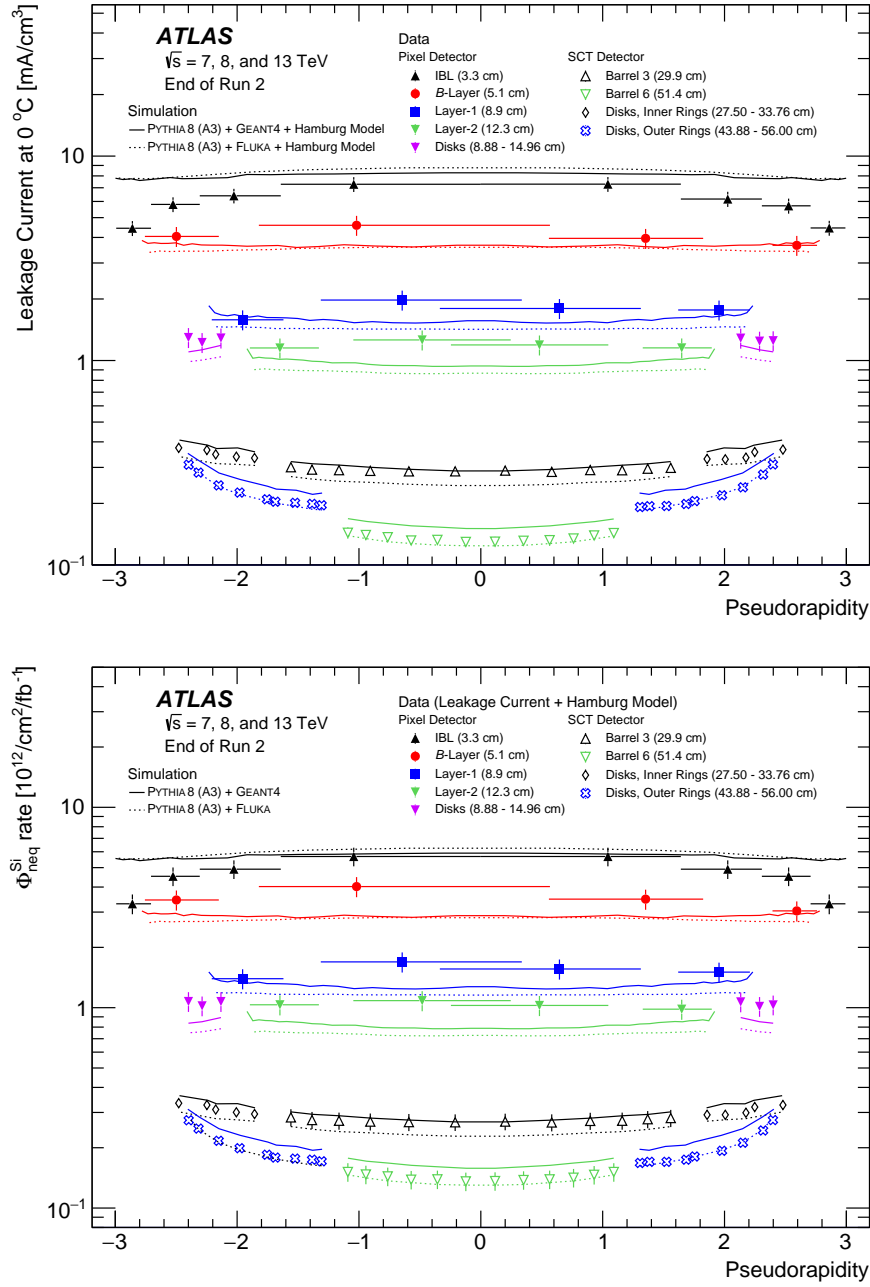 ATLAS
√s = 7, 8, and 13 TeV
End of Run 2
Simulation
PYTHIA 8 (A3) + GEANT4 + Hamburg Model
PYTHIA 8 (A3) + FLUKA + Hamburg Model
Data
Pixel Detector
IBL (3.3 cm)
B-Layer (5.1 cm)
Layer-1 (8.9 cm)
Layer-2 (12.3 cm)
Disks (8.88 - 14.96 cm)
SCT Detector
Barrel 3 (29.9 cm)
Barrel 6 (51.4 cm)
Disks, Inner Rings (27.50 - 33.76 cm)
Disks, Outer Rings (43.88 - 56.00 cm)
Leakage Current at 0 °C [mA/cm3]
10
1
10⁻¹
−3 −2 −1 0 1 2 3
Pseudorapidity
ATLAS
√s = 7, 8, and 13 TeV
End of Run 2
Simulation
PYTHIA 8 (A3) + GEANT4
PYTHIA 8 (A3) + FLUKA
Data (Leakage Current + Hamburg Model)
Pixel Detector
IBL (3.3 cm)
B-Layer (5.1 cm)
Layer-1 (8.9 cm)
Layer-2 (12.3 cm)
Disks (8.88 - 14.96 cm)
SCT Detector
Barrel 3 (29.9 cm)
Barrel 6 (51.4 cm)
Disks, Inner Rings (27.50 - 33.76 cm)
Disks, Outer Rings (43.88 - 56.00 cm)
Φ^Si_neq rate [10¹²/cm²/fb⁻¹]
10
1
10⁻¹
−3 −2 −1 0 1 2 3
Pseudorapidity